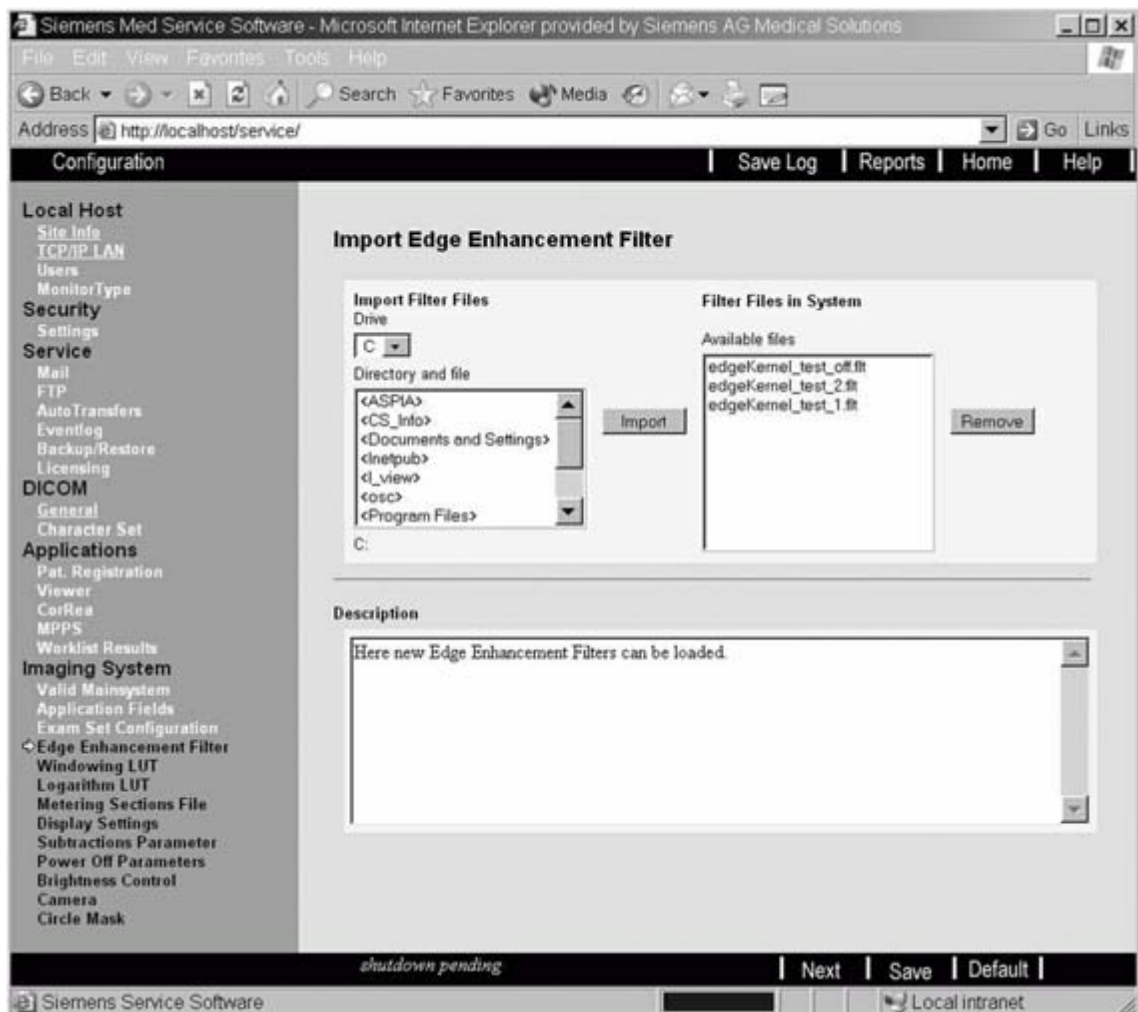 Siemens Med Service Software - Microsoft Internet Explorer provided by Siemens AG Medical Solutions
File Edit View Favorites Tools Help
Back Search Favorites Media
Address http://localhost/service/ Go Links
Configuration Save Log Reports Home Help
Local Host
Site Info
TCP/IP LAN
Users
MonitorType
Security
Settings
Service
Mail
FTP
AutoTransfers
Eventlog
Backup/Restore
Licensing
DICOM
General
Character Set
Applications
Pat. Registration
Viewer
CorRea
MPPS
Worklist Results
Imaging System
Valid Mainsystem
Application Fields
Exam Set Configuration
Edge Enhancement Filter
Windowing LUT
Logarithm LUT
Metering Sections File
Display Settings
Subtractions Parameter
Power Off Parameters
Brightness Control
Camera
Circle Mask
Import Edge Enhancement Filter
Import Filter Files
Drive
C
Directory and file
<ASPIA>
<CS_Info>
<Documents and Settings>
<Inetpub>
<I_view>
<osc>
<Program Files>
C:
Import
Filter Files in System
Available files
edgeKernel_test_off.flt
edgeKernel_test_2.flt
edgeKernel_test_1.flt
Remove
Description
Here new Edge Enhancement Filters can be loaded.
shutdown pending Next Save Default
Siemens Service Software Local intranet